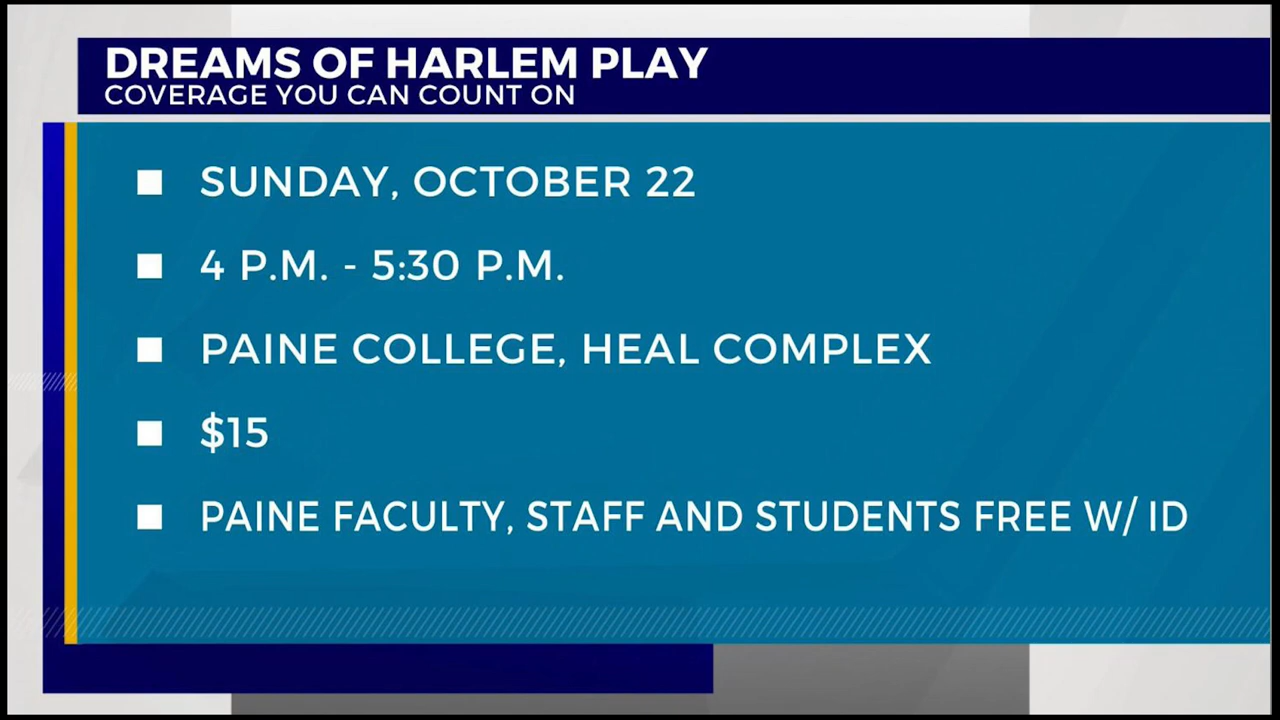 DREAMS OF HARLEM PLAY
COVERAGE YOU CAN COUNT ON
SUNDAY, OCTOBER 22
4 P.M. - 5:30 P.M.
PAINE COLLEGE, HEAL COMPLEX
$15
PAINE FACULTY, STAFF AND STUDENTS FREE W/ ID